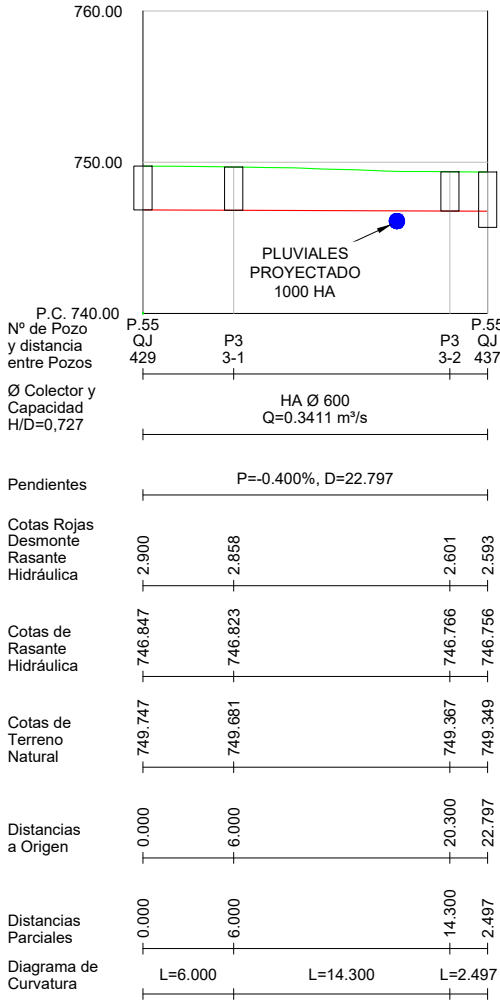 760.00
750.00
PLUVIALES
PROYECTADO
1000 HA
P.C. 740.00
Nº de Pozo
y distancia
entre Pozos
P.55
QJ
429
P3
3-1
P3
3-2
P.55
QJ
437
Ø Colector y
Capacidad
H/D=0,727
HA Ø 600
Q=0.3411 m³/s
Pendientes
P=-0.400%, D=22.797
Cotas Rojas
Desmonte
Rasante
Hidráulica
2.900
2.858
2.601
2.593
Cotas de
Rasante
Hidráulica
746.847
746.823
746.766
746.756
Cotas de
Terreno
Natural
749.747
749.681
749.367
749.349
Distancias
a Origen
0.000
6.000
20.300
22.797
Distancias
Parciales
0.000
6.000
14.300
2.497
Diagrama de
Curvatura
L=6.000
L=14.300
L=2.497